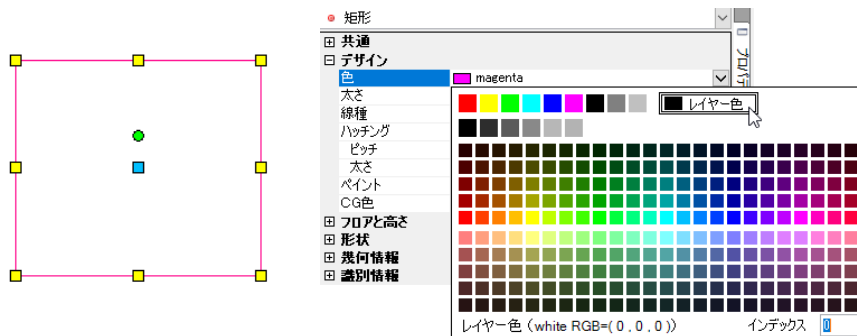 矩形
プロパテ
共通
デザイン
色 magenta
太さ
線種
ハッチング
ピッチ
太さ
ペイント
CG色
フロアと高さ
形状
幾何情報
識別情報
レイヤー色
レイヤー色 (white RGB=( 0 , 0 , 0 )) インデックス 0